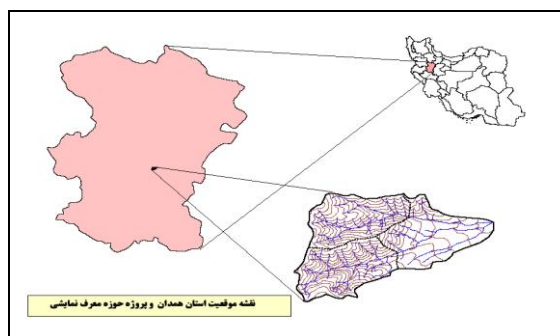 نقشه موقعیت استان همدان و پروژه حوزه معرف نمایشی